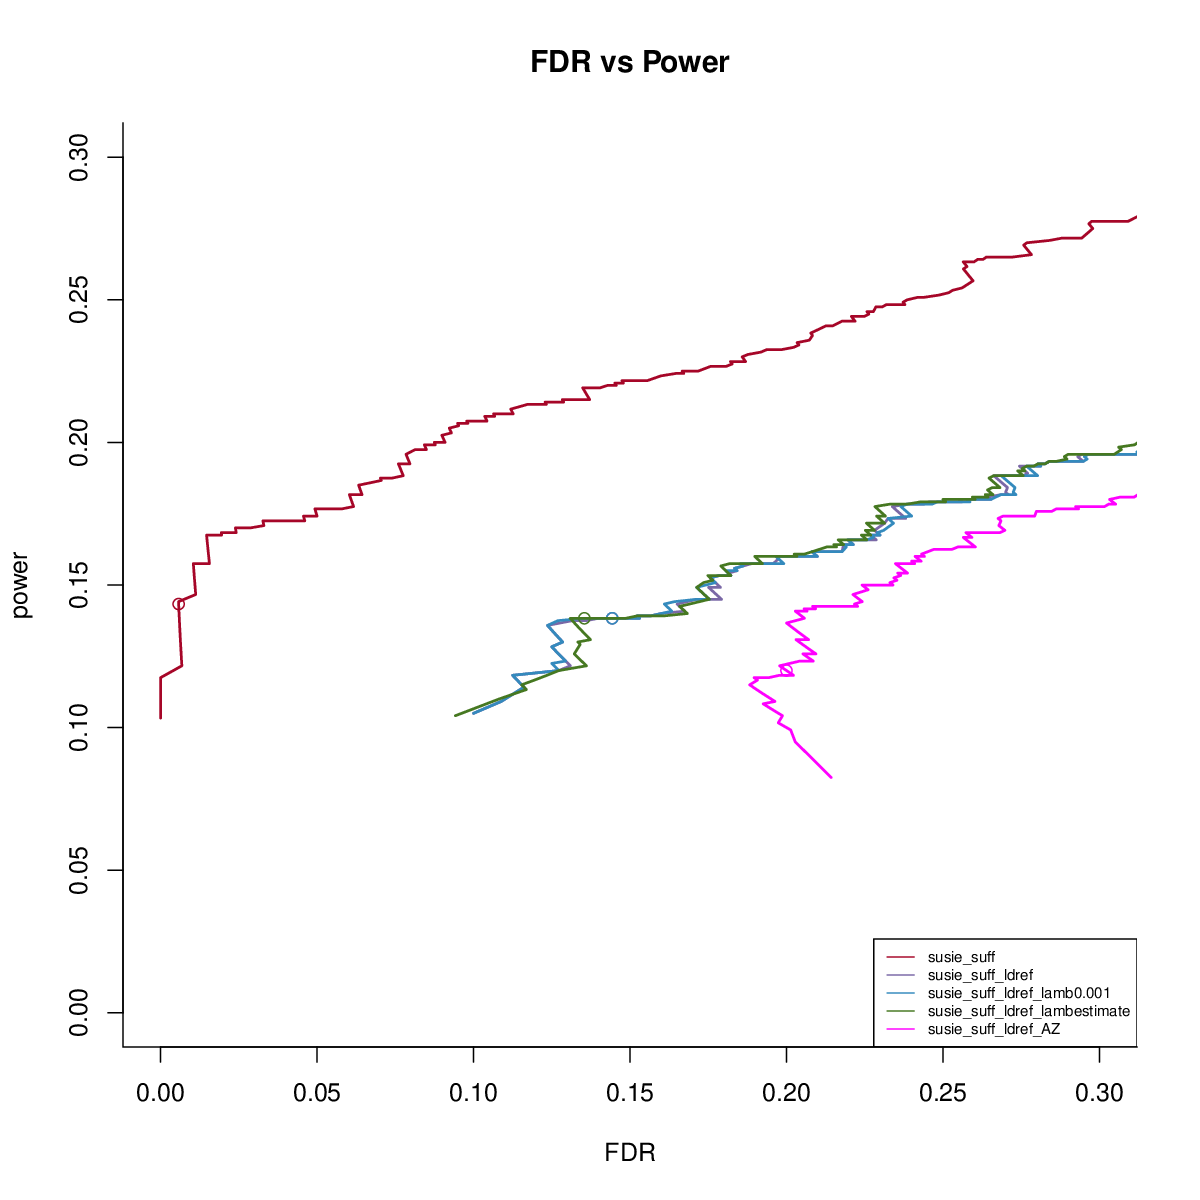 FDR vs Power
power
0.30
0.25
0.20
0.15
0.10
0.05
0.00
susie_suff
susie_suff_ldref
susie_suff_ldref_lamb0.001
susie_suff_ldref_lambestimate
susie_suff_ldref_AZ
0.00 0.05 0.10 0.15 0.20 0.25 0.30
FDR